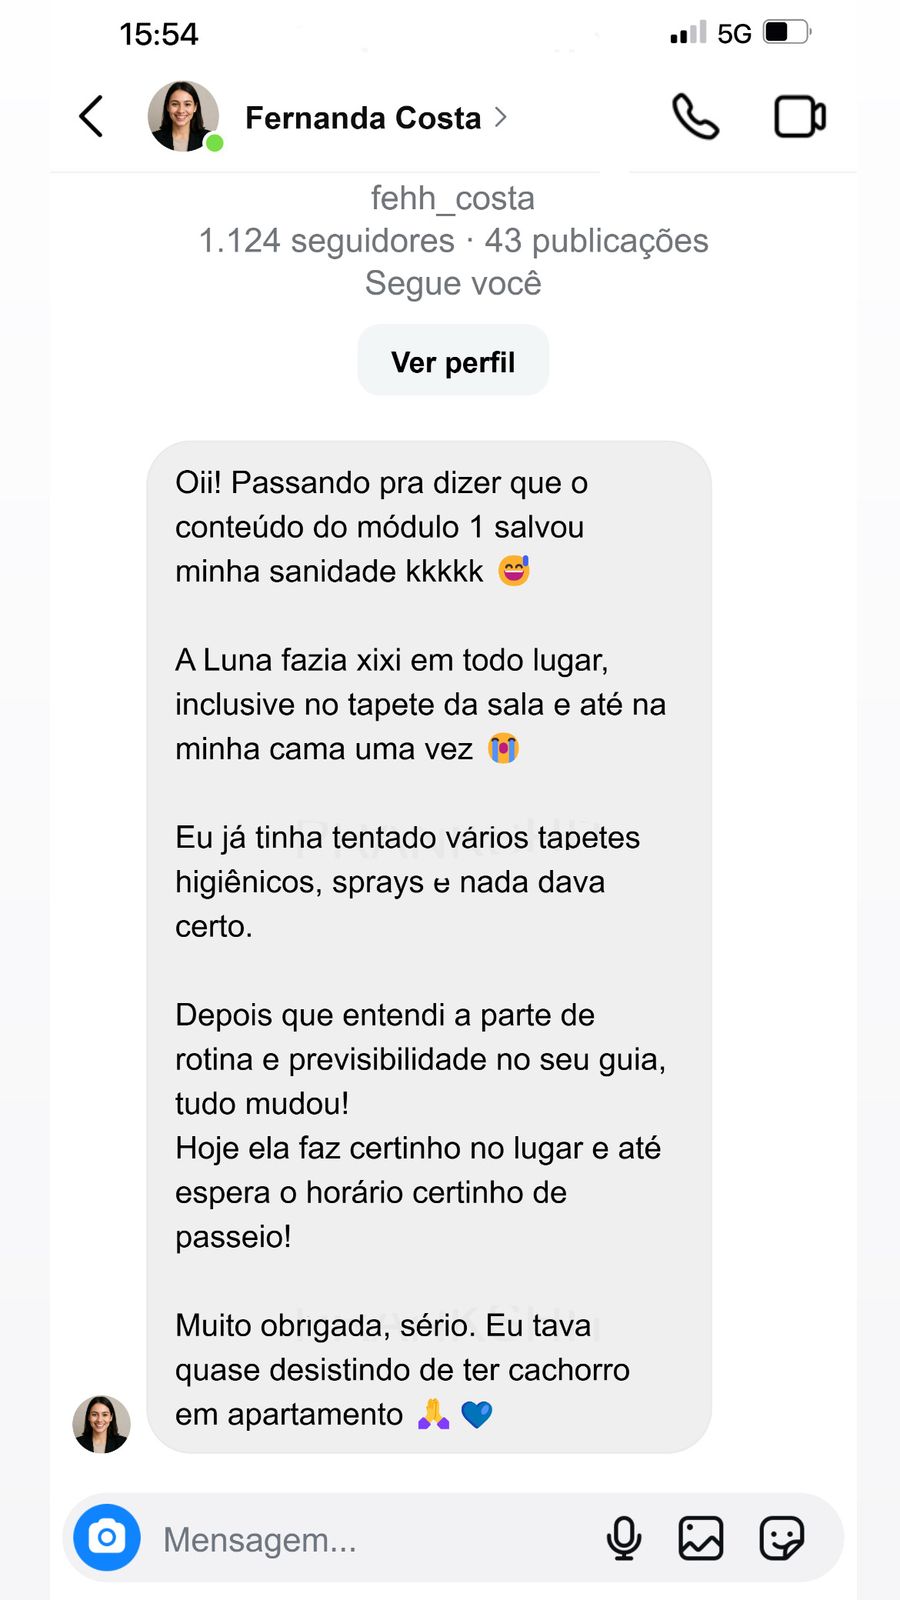 15:54
5G
Fernanda Costa
fehh_costa
1.124 seguidores · 43 publicações
Segue você
Ver perfil
Oii! Passando pra dizer que o
conteúdo do módulo 1 salvou
minha sanidade kkkkk 😅
A Luna fazia xixi em todo lugar,
inclusive no tapete da sala e até na
minha cama uma vez 😭
Eu já tinha tentado vários tapetes
higiênicos, sprays e nada dava
certo.
Depois que entendi a parte de
rotina e previsibilidade no seu guia,
tudo mudou!
Hoje ela faz certinho no lugar e até
espera o horário certinho de
passeio!
Muito obrigada, sério. Eu tava
quase desistindo de ter cachorro
em apartamento 🙏 💙
Mensagem...